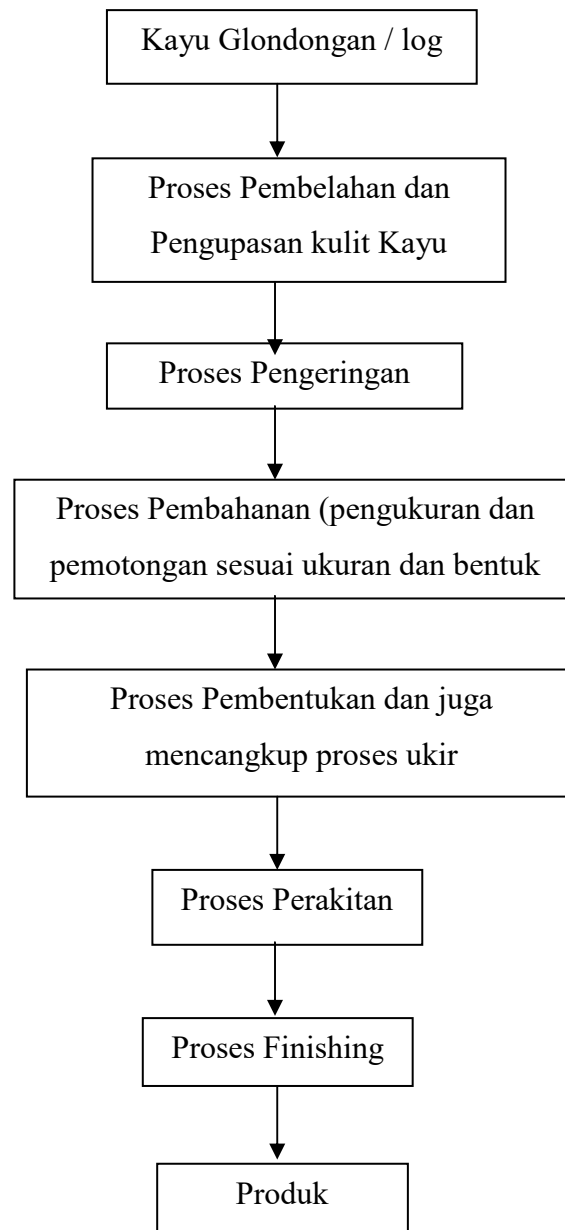 Kayu Glondongan / log
Proses Pembelahan dan
Pengupasan kulit Kayu
Proses Pengeringan
Proses Pembahanan (pengukuran dan
pemotongan sesuai ukuran dan bentuk
Proses Pembentukan dan juga
mencangkup proses ukir
Proses Perakitan
Proses Finishing
Produk